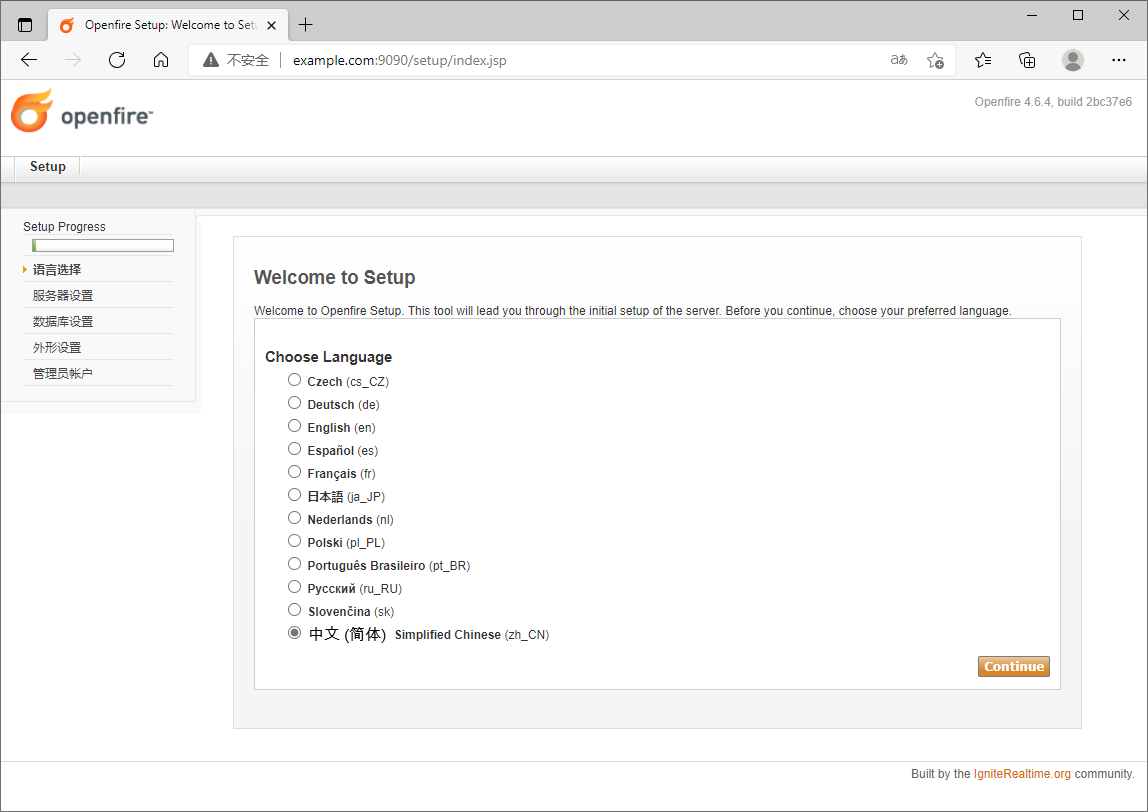 Openfire Setup: Welcome to Setu
不安全
example.com:9090/setup/index.jsp
aあ
openfire™
Openfire 4.6.4, build 2bc37e6
Setup
Setup Progress
语言选择
服务器设置
数据库设置
外形设置
管理员帐户
Welcome to Setup
Welcome to Openfire Setup. This tool will lead you through the initial setup of the server. Before you continue, choose your preferred language.
Choose Language
Czech (cs_CZ)
Deutsch (de)
English (en)
Español (es)
Français (fr)
日本語 (ja_JP)
Nederlands (nl)
Polski (pl_PL)
Português Brasileiro (pt_BR)
Русский (ru_RU)
Slovenčina (sk)
中文 (简体) Simplified Chinese (zh_CN)
Continue
Built by the IgniteRealtime.org community.